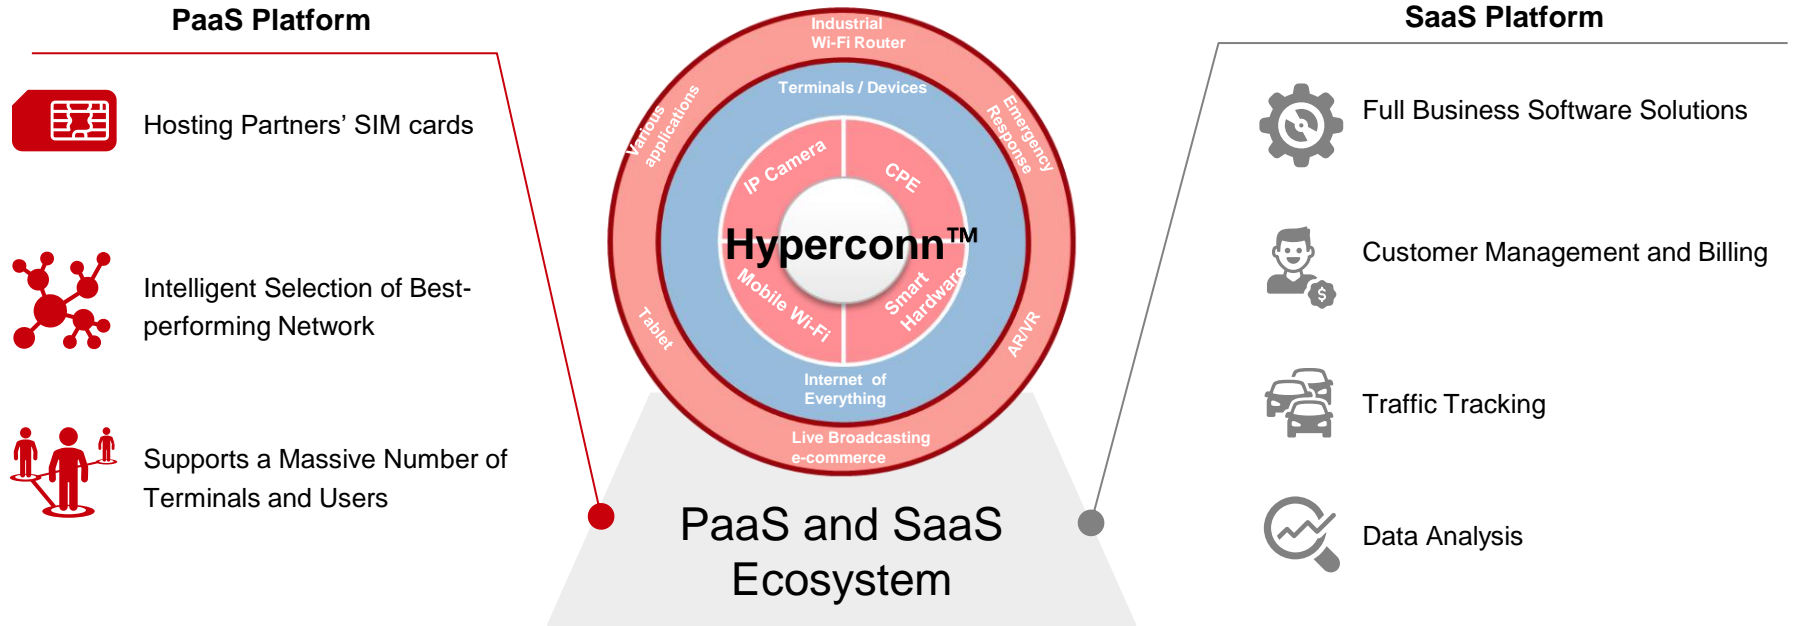 PaaS Platform
Hosting Partners’ SIM cards
Intelligent Selection of Best-
performing Network
Supports a Massive Number of
Terminals and Users
Industrial
Wi-Fi Router
Terminals / Devices
Various
applications
Emergency
Response
IP Camera
CPE
Hyperconn™
Mobile Wi-Fi
Smart
Hardware
Tablet
AR/VR
Internet of
Everything
Live Broadcasting
e-commerce
PaaS and SaaS
Ecosystem
SaaS Platform
Full Business Software Solutions
Customer Management and Billing
$
Traffic Tracking
Data Analysis